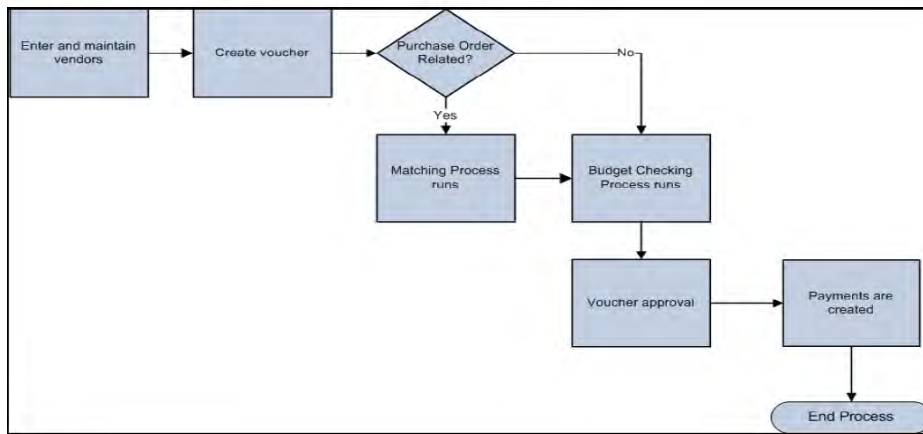 Enter and maintain
vendors
Create voucher
Purchase Order
Related?
No
Yes
Matching Process
runs
Budget Checking
Process runs
Voucher approval
Payments are
created
End Process